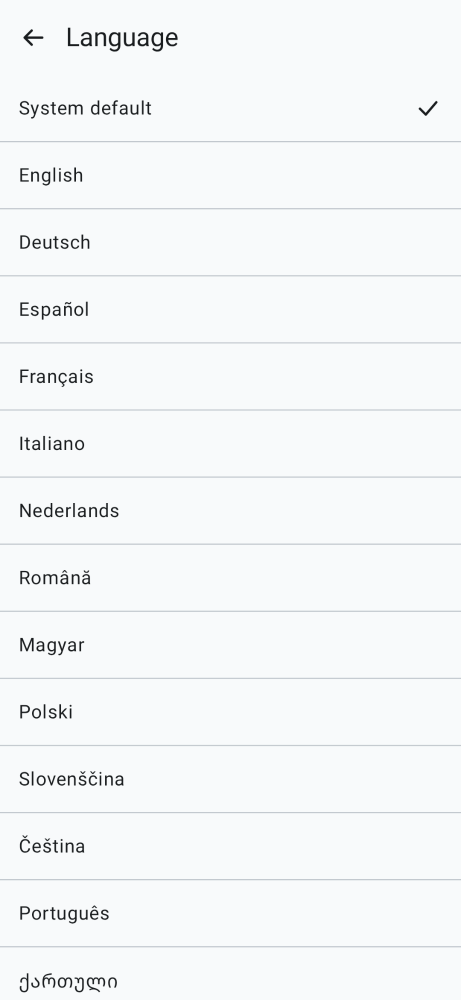 Language
System default
English
Deutsch
Español
Français
Italiano
Nederlands
Română
Magyar
Polski
Slovenščina
Čeština
Português
ქართული